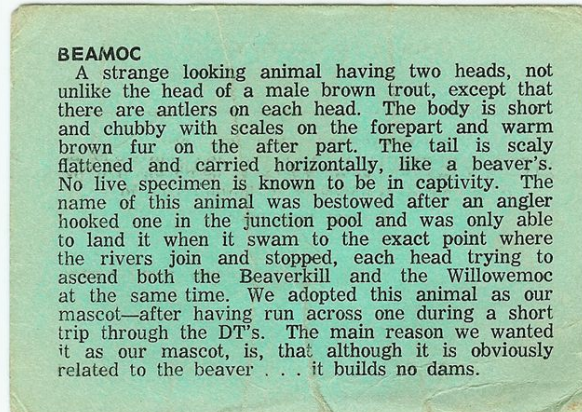 BEAMOC
A strange looking animal having two heads, not
unlike the head of a male brown trout, except that
there are antlers on each head. The body is short
and chubby with scales on the forepart and warm
brown fur on the after part. The tail is scaly
flattened and carried horizontally, like a beaver's.
No live specimen is known to be in captivity. The
name of this animal was bestowed after an angler
hooked one in the junction pool and was only able
to land it when it swam to the exact point where
the rivers join and stopped, each head trying to
ascend both the Beaverkill and the Willowemoc
at the same time. We adopted this animal as our
mascot—after having run across one during a short
trip through the DT's. The main reason we wanted
it as our mascot, is, that although it is obviously
related to the beaver . . . it builds no dams.